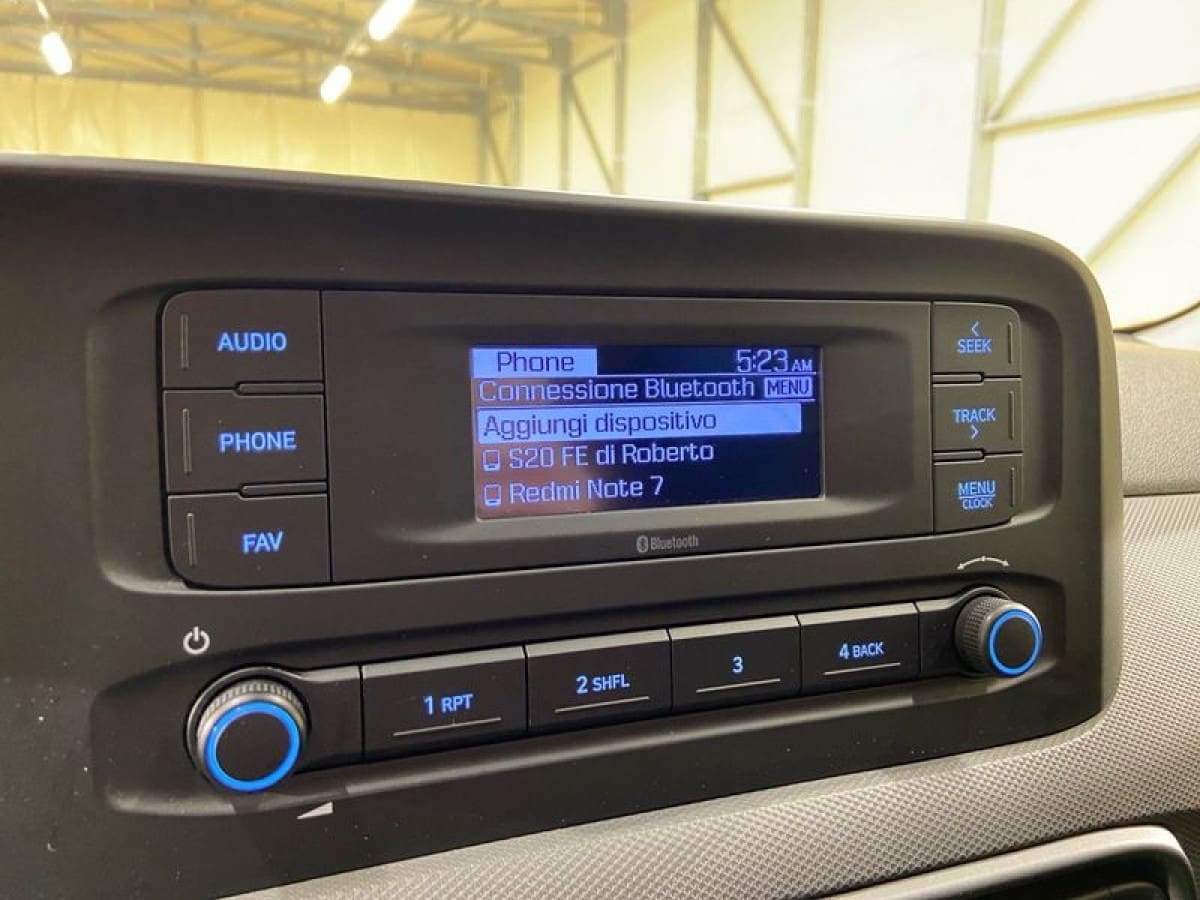 AUDIO
PHONE
FAV
Phone 5:23 AM
Connessione Bluetooth MENU
Aggiungi dispositivo
S20 FE di Roberto
Redmi Note 7
Bluetooth
< SEEK
TRACK >
MENU
CLOCK
1 RPT
2 SHFL
3
4 BACK